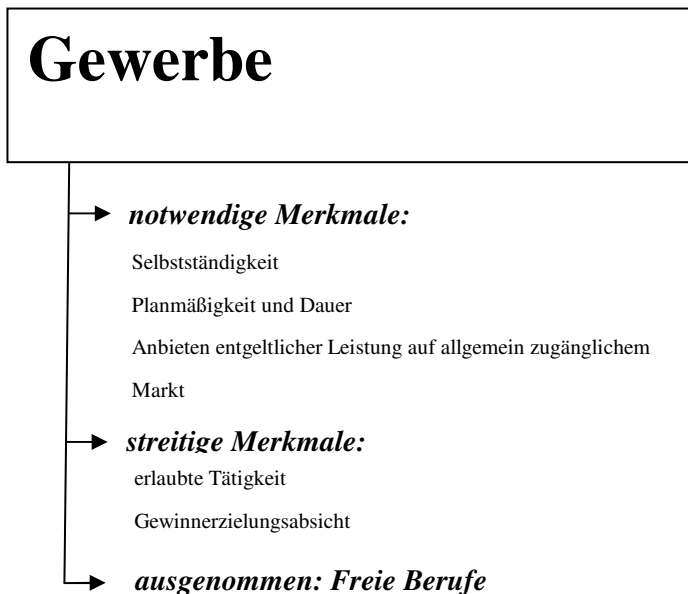 Gewerbe
notwendige Merkmale:
Selbstständigkeit
Planmäßigkeit und Dauer
Anbieten entgeltlicher Leistung auf allgemein zugänglichem
Markt
streitige Merkmale:
erlaubte Tätigkeit
Gewinnerzielungsabsicht
ausgenommen: Freie Berufe